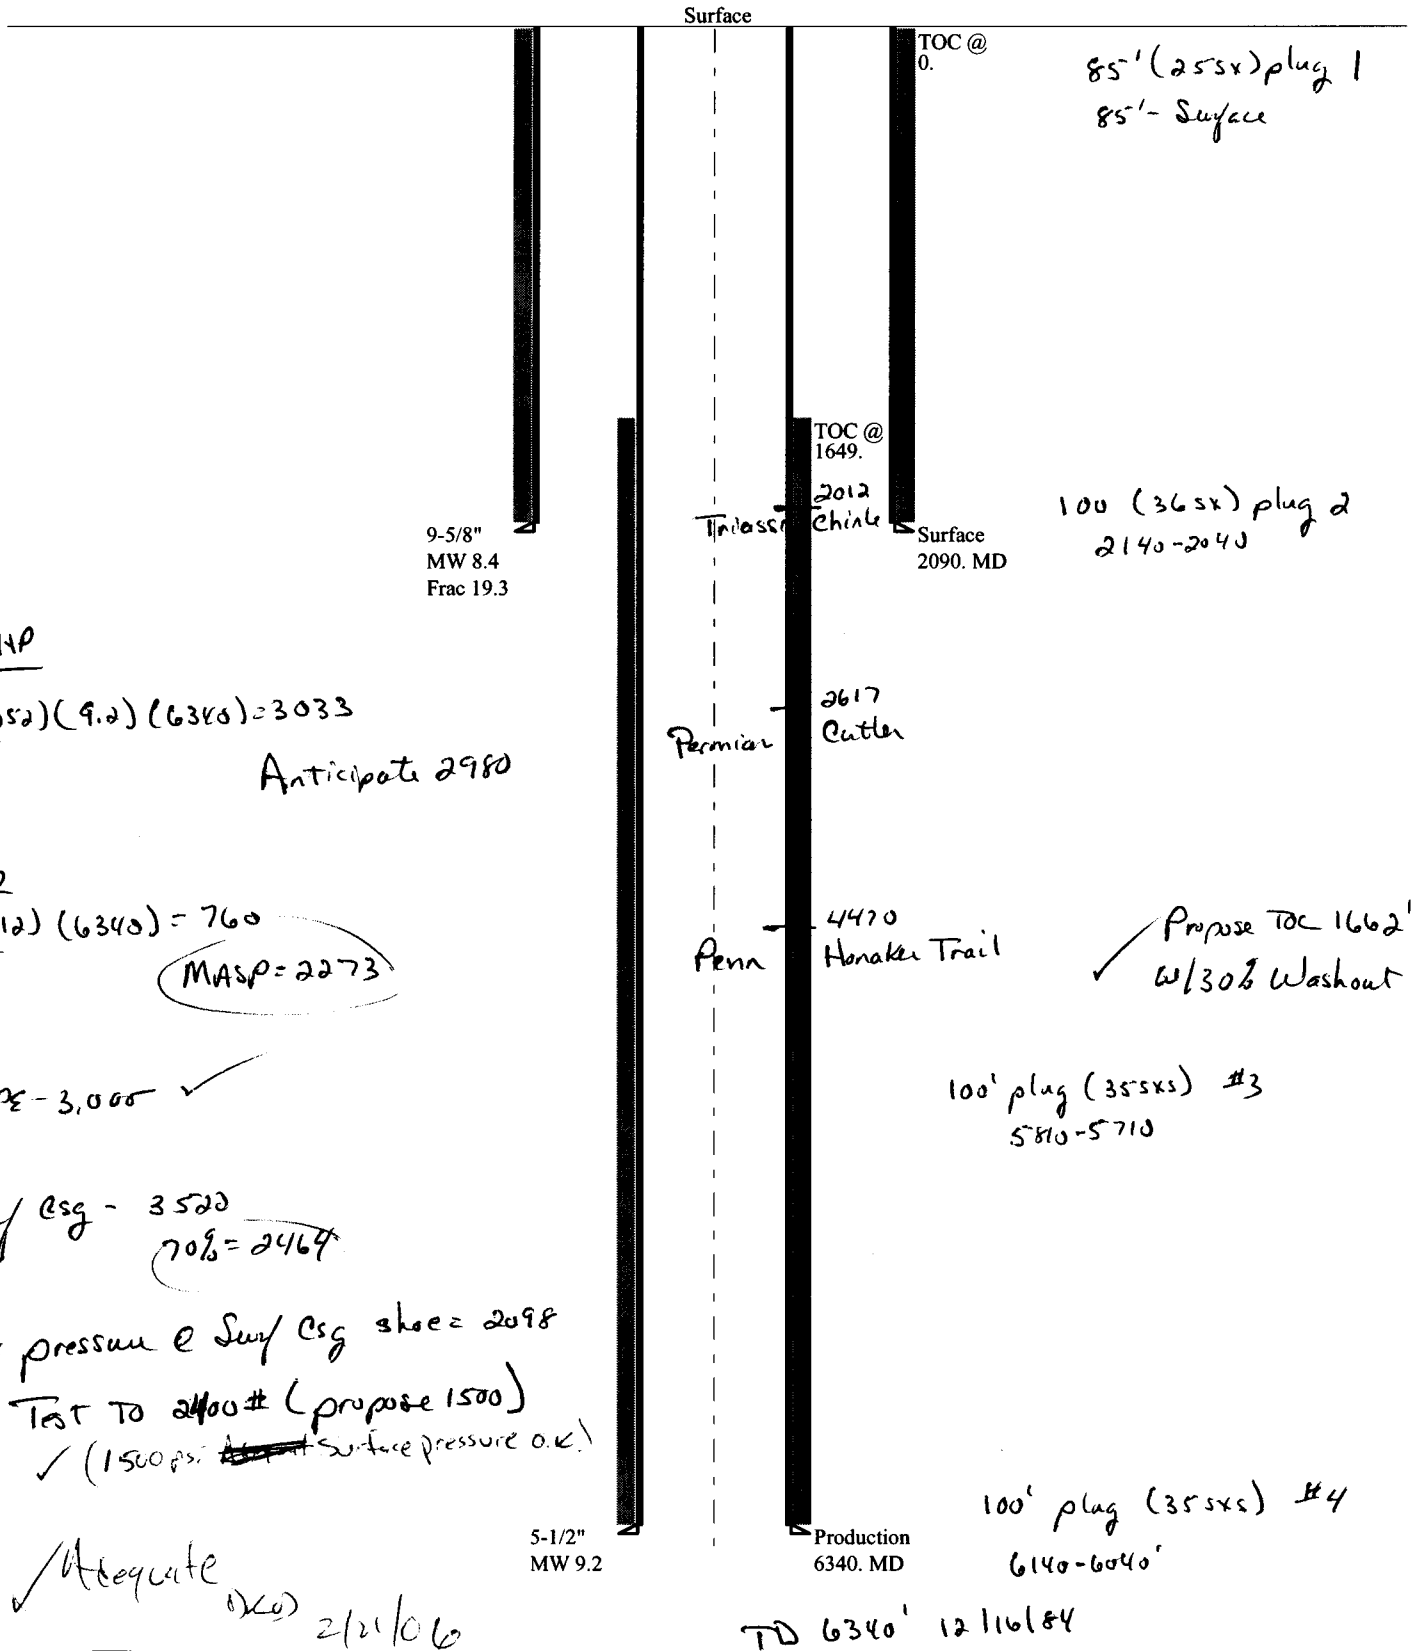 Surface
TOC @
0.
85' (25sx) plug 1
85' - Surface
TOC @
1649.
2012
Triassic Chinle
100 (36sx) plug 2
2140-2040
9-5/8"
MW 8.4
Frac 19.3
Surface
2090. MD
HP
52)(9.2)(6340)=3033
Anticipate 2980
2617
Permian Cutler
12) (6340) = 760
MASP=2273
4470
Penn Honaker Trail
✓ Propose TOC 1662'
w/30% Washout
PE - 3,000 ✓
100' plug (35sxs) #3
5810-5710
Csg - 3520
70% = 2464
pressure @ Surf Csg shoe = 2098
Test TO 2400# (propose 1500)
✓ (1500 psi Surface pressure o.k.)
5-1/2"
MW 9.2
Production
6340. MD
100' plug (35sxs) #4
6140-6040'
✓ Adequate
2/21/06
TD 6340' 12/16/84